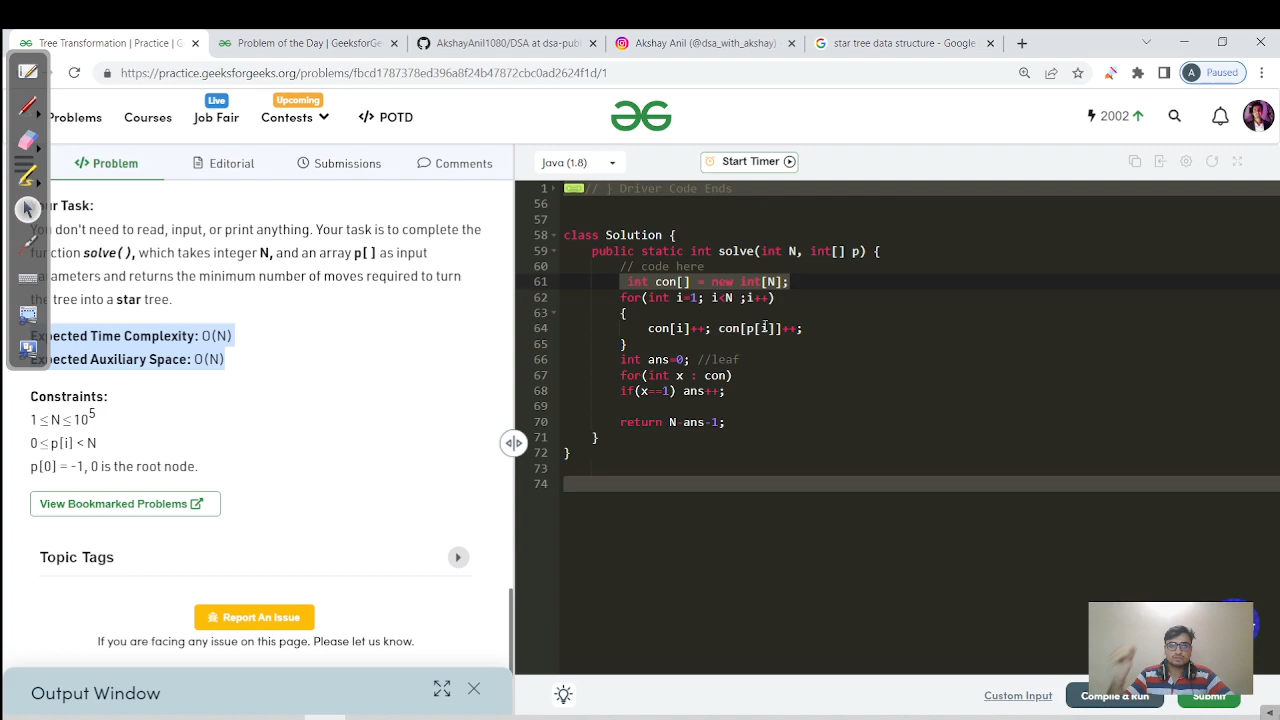 Tree Transformation | Practice | G
Problem of the Day | GeeksforGe
AkshayAnil1080/DSA at dsa-publ
Akshay Anil (@dsa_with_akshay)
star tree data structure - Google
https://practice.geeksforgeeks.org/problems/fbcd1787378ed396a8f24b47872cbc0ad2624f1d/1
A Paused
Problems
Courses
Live
Job Fair
Upcoming
Contests
</> POTD
2002
</> Problem
Editorial
Submissions
Comments
Java (1.8)
Start Timer
Your Task:
You don't need to read, input, or print anything. Your task is to complete the
function solve(), which takes integer N, and an array p[] as input
parameters and returns the minimum number of moves required to turn
the tree into a star tree.
Expected Time Complexity: O(N)
Expected Auxiliary Space: O(N)
Constraints:
1 ≤ N ≤ 10^5
0 ≤ p[i] < N
p[0] = -1, 0 is the root node.
View Bookmarked Problems
Topic Tags
Report An Issue
If you are facing any issue on this page. Please let us know.
Output Window
1 // } Driver Code Ends
56
57
58 class Solution {
59 public static int solve(int N, int[] p) {
60 // code here
61 int con[] = new int[N];
62 for(int i=1; i<N ;i++)
63 {
64 con[i]++; con[p[i]]++;
65 }
66 int ans=0; //leaf
67 for(int x : con)
68 if(x==1) ans++;
69
70 return N-ans-1;
71 }
72 }
73
74
Custom Input
Compile & Run
Submit